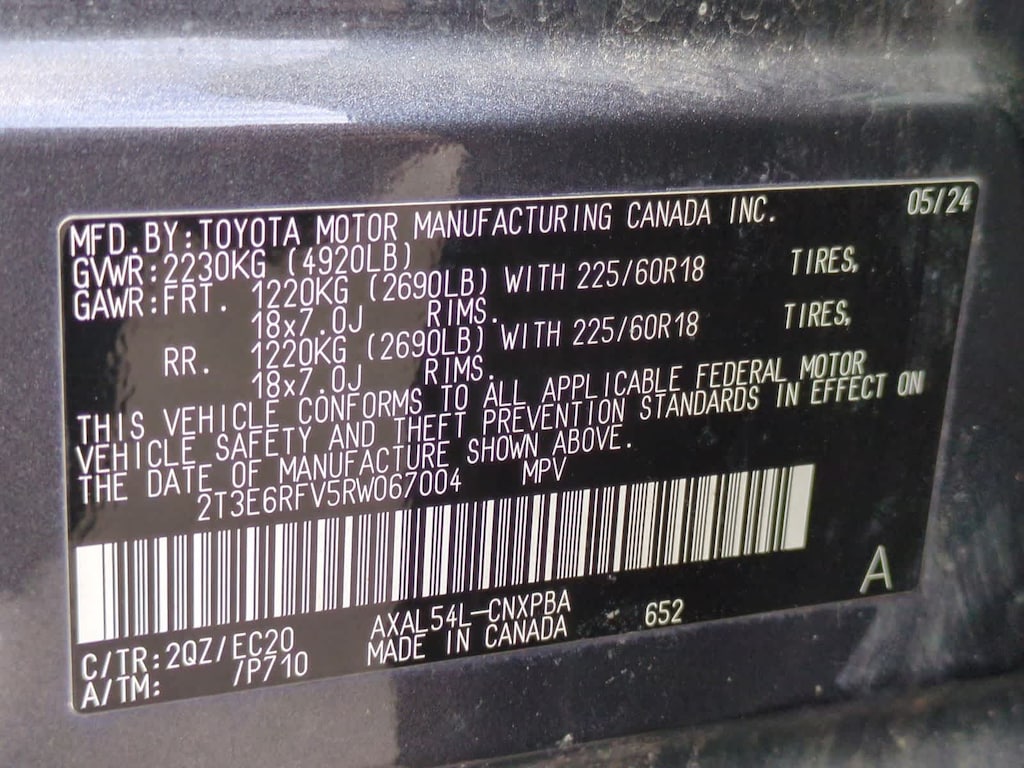 05/24
MFD.BY:TOYOTA MOTOR MANUFACTURING CANADA INC.
GVWR:2230KG (4920LB)
GAWR:FRT. 1220KG (2690LB) WITH 225/60R18 TIRES,
18x7.0J RIMS.
RR. 1220KG (2690LB) WITH 225/60R18 TIRES,
18x7.0J RIMS.
THIS VEHICLE CONFORMS TO ALL APPLICABLE FEDERAL MOTOR
VEHICLE SAFETY AND THEFT PREVENTION STANDARDS IN EFFECT ON
THE DATE OF MANUFACTURE SHOWN ABOVE.
2T3E6RFV5RW067004 MPV
A
AXAL54L-CNXPBA 652
C/TR:2QZ/EC20 MADE IN CANADA
A/TM: /P710